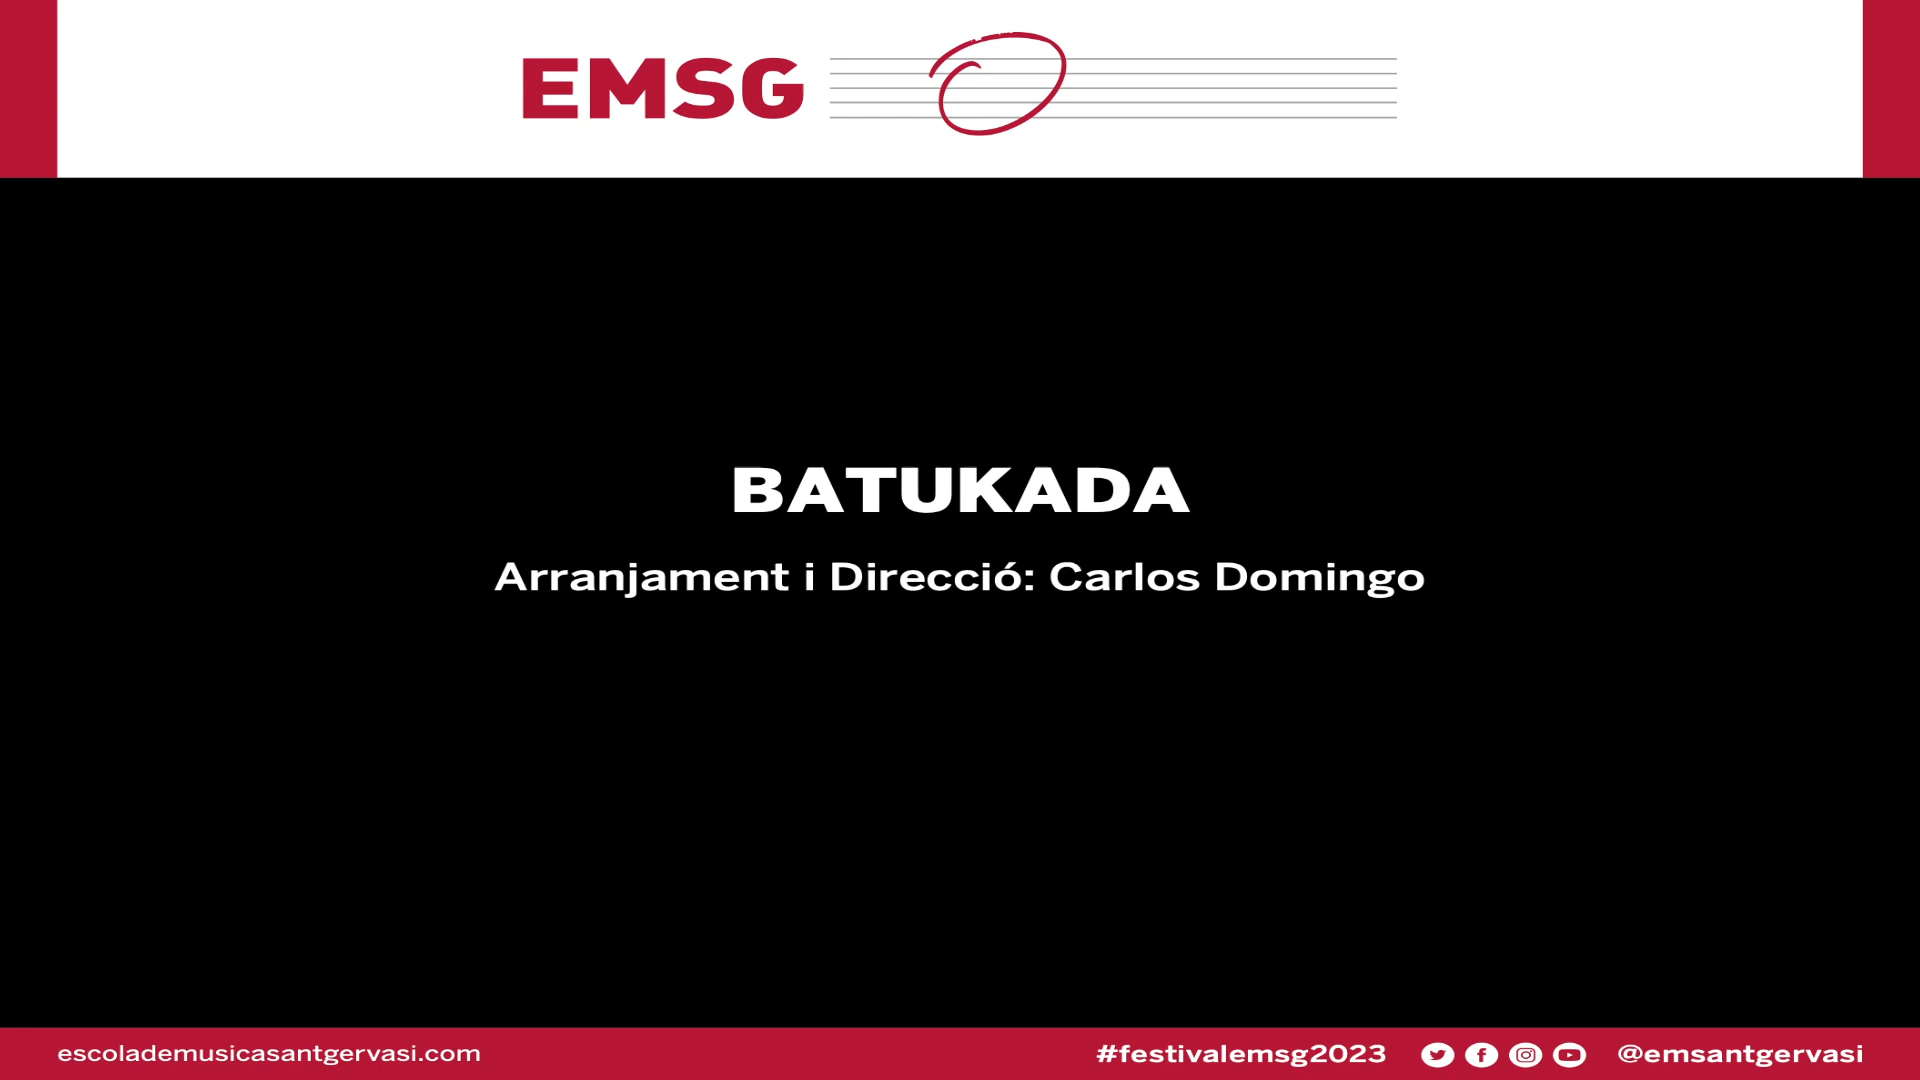 EMSG
BATUKADA
Arranjament i Direcció: Carlos Domingo
escolademusicasantgervasi.com
#festivalemsg2023
@emsantgervasi